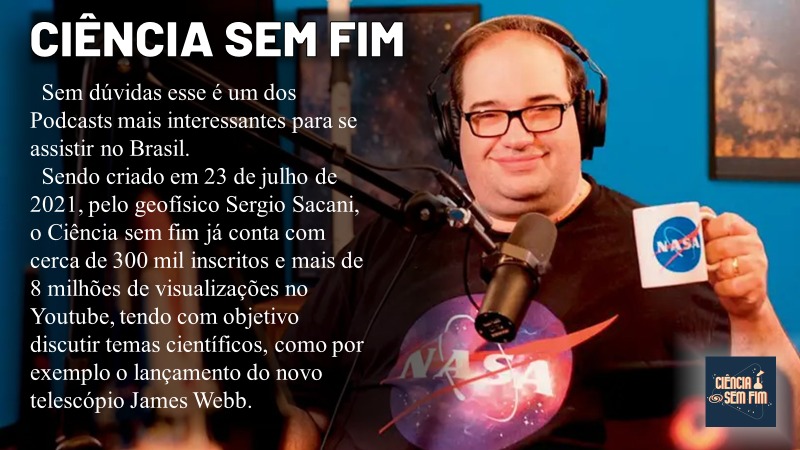 CIÊNCIA SEM FIM
Sem dúvidas esse é um dos
Podcasts mais interessantes para se
assistir no Brasil.
Sendo criado em 23 de julho de
2021, pelo geofísico Sergio Sacani,
o Ciência sem fim já conta com
cerca de 300 mil inscritos e mais de
8 milhões de visualizações no
Youtube, tendo com objetivo
discutir temas científicos, como por
exemplo o lançamento do novo
telescópio James Webb.
NASA
NASA
CIÊNCIA
SEM FIM